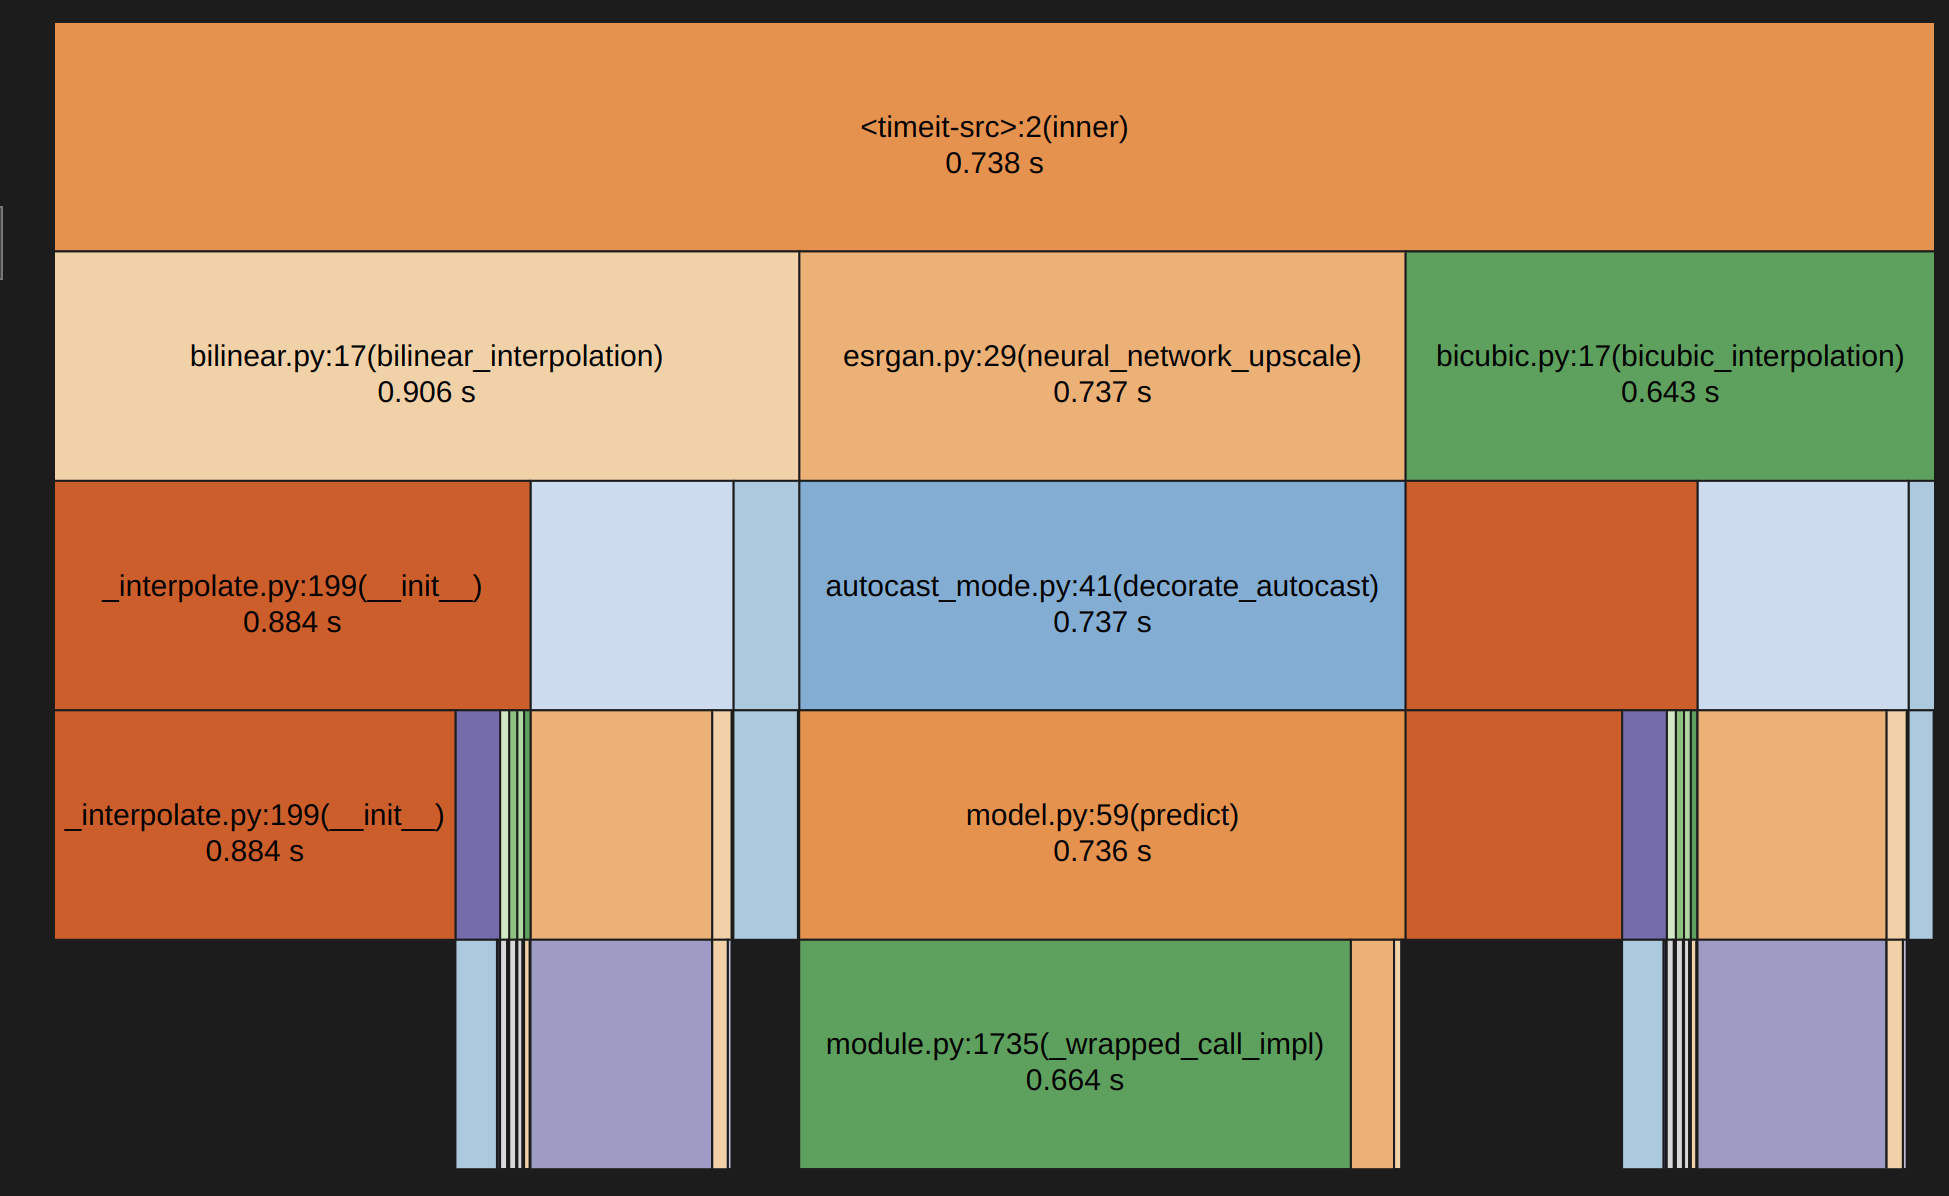 <timeit-src>:2(inner)
0.738 s
bilinear.py:17(bilinear_interpolation)
0.906 s
esrgan.py:29(neural_network_upscale)
0.737 s
bicubic.py:17(bicubic_interpolation)
0.643 s
_interpolate.py:199(__init__)
0.884 s
autocast_mode.py:41(decorate_autocast)
0.737 s
_interpolate.py:199(__init__)
0.884 s
model.py:59(predict)
0.736 s
module.py:1735(_wrapped_call_impl)
0.664 s